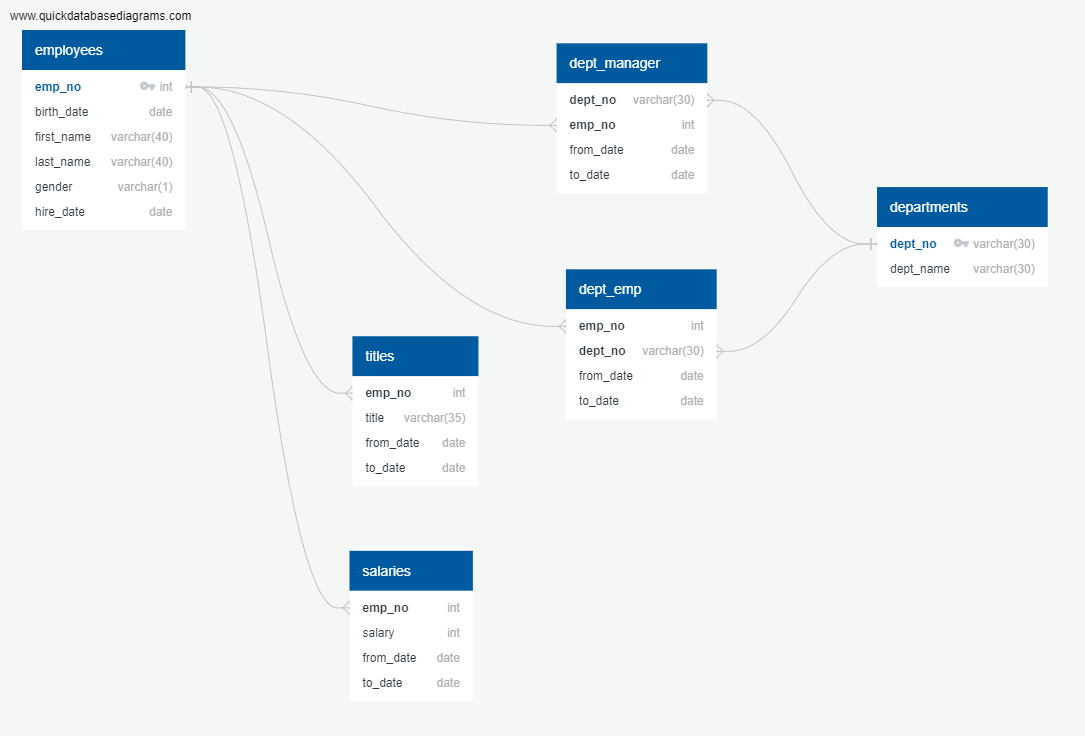 www.quickdatabasediagrams.com
employees
emp_no int
birth_date date
first_name varchar(40)
last_name varchar(40)
gender varchar(1)
hire_date date
dept_manager
dept_no varchar(30)
emp_no int
from_date date
to_date date
departments
dept_no varchar(30)
dept_name varchar(30)
dept_emp
emp_no int
dept_no varchar(30)
from_date date
to_date date
titles
emp_no int
title varchar(35)
from_date date
to_date date
salaries
emp_no int
salary int
from_date date
to_date date